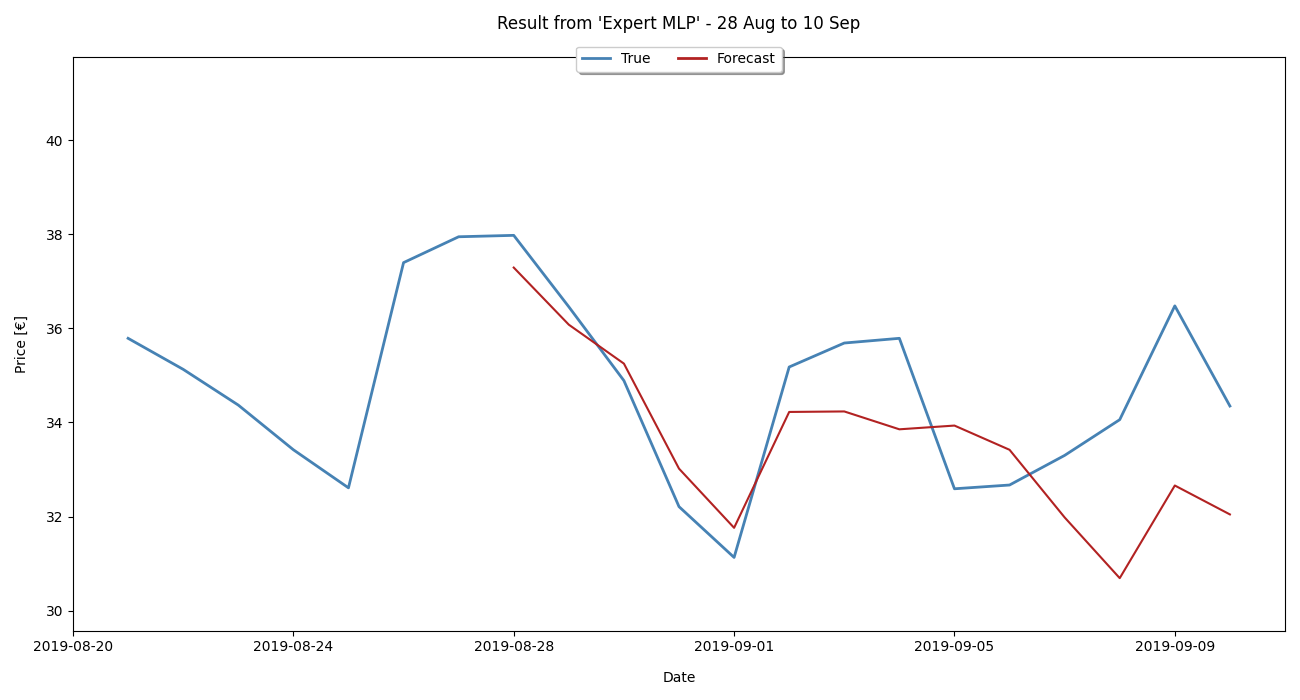 Result from 'Expert MLP' - 28 Aug to 10 Sep
True Forecast
Price [€]
40
38
36
34
32
30
2019-08-20 2019-08-24 2019-08-28 2019-09-01 2019-09-05 2019-09-09
Date